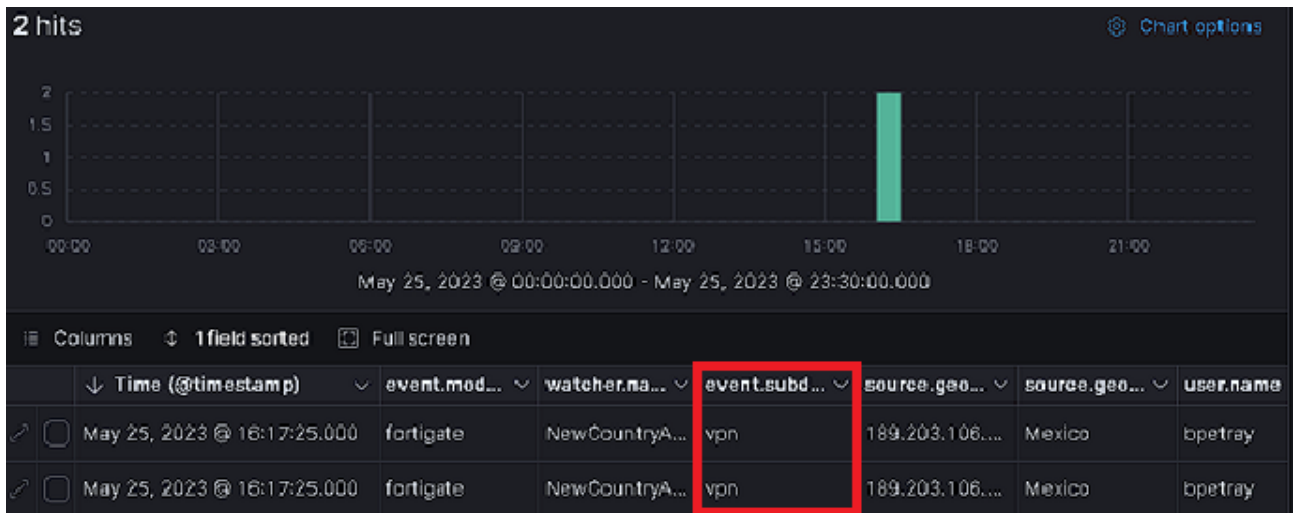 2 hits
Chart options
2
1.5
1
0.5
0
00:00 03:00 06:00 09:00 12:00 15:00 18:00 21:00
May 25, 2023 @ 00:00:00.000 - May 25, 2023 @ 23:30:00.000
Columns 1 field sorted Full screen
Time (@timestamp) event.mod... watcher.na... event.subd... source.geo... source.geo... user.name
May 25, 2023 @ 16:17:25.000 fortigate NewCountryA... vpn 189.203.106.... Mexico bpetray
May 25, 2023 @ 16:17:25.000 fortigate NewCountryA... vpn 189.203.106.... Mexico bpetray